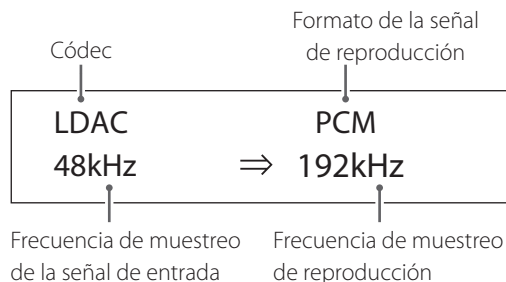 Formato de la señal
de reproducción
Códec
LDAC PCM
48kHz ⇒ 192kHz
Frecuencia de muestreo
de la señal de entrada
Frecuencia de muestreo
de reproducción